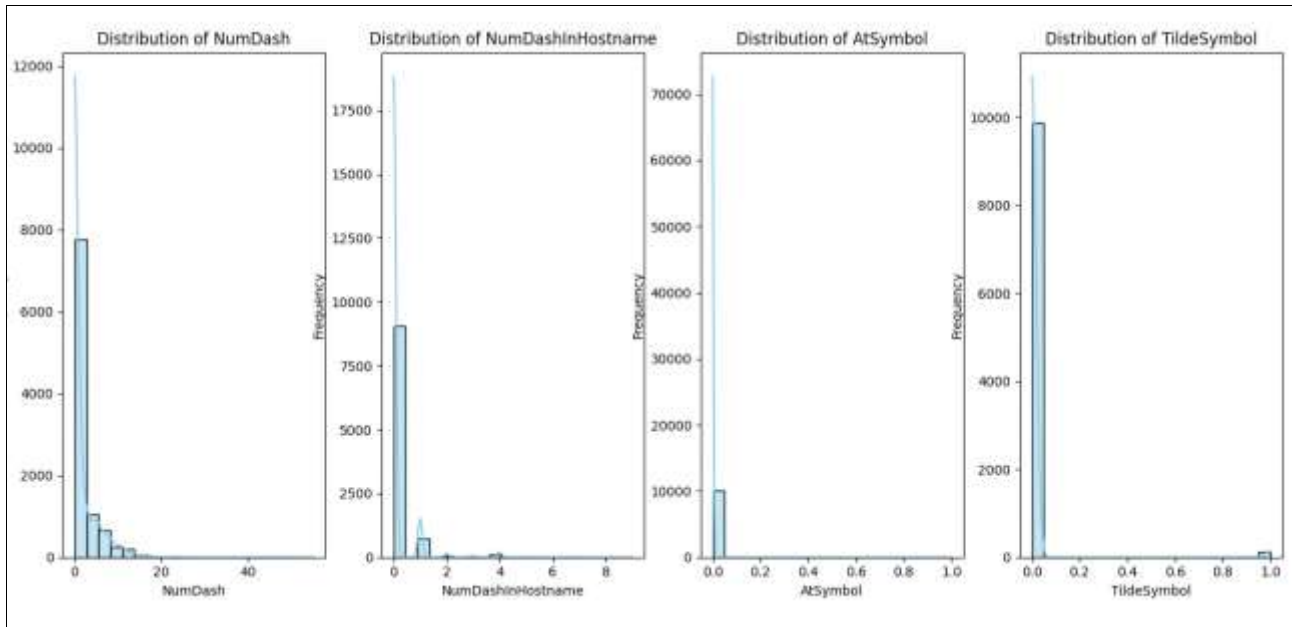 Distribution of NumDash
12000
10000
8000
6000
4000
2000
0
0 20 40
NumDash
Distribution of NumDashInHostname
Frequency
17500
15000
12500
10000
7500
5000
2500
0
0 2 4 6 8
NumDashInHostname
Distribution of AtSymbol
70000
60000
50000
40000
30000
20000
10000
0
0.0 0.2 0.4 0.6 0.8 1.0
AtSymbol
Distribution of TildeSymbol
Frequency
10000
8000
6000
4000
2000
0
0.0 0.2 0.4 0.6 0.8 1.0
TildeSymbol